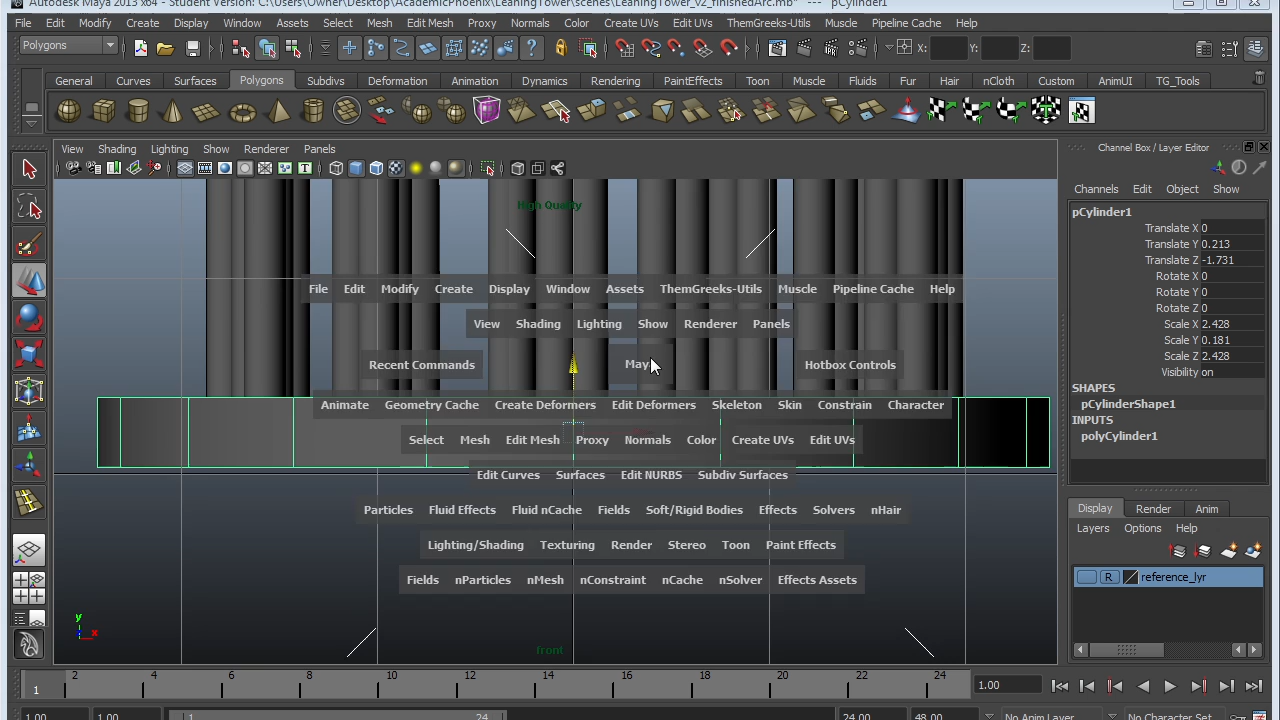 Autodesk Maya 2013 x64 - Student Version: C:\Users\Owner\Desktop\AcademicPhoenix\LeaningTower\scenes\LeaningTower_v2_finishedArc.mb* --- pCylinder1
File Edit Modify Create Display Window Assets Select Mesh Edit Mesh Proxy Normals Color Create UVs Edit UVs ThemGreeks-Utils Muscle Pipeline Cache Help
Polygons X: Y: Z:
General Curves Surfaces Polygons Subdivs Deformation Animation Dynamics Rendering PaintEffects Toon Muscle Fluids Fur Hair nCloth Custom AnimUI TG_Tools
View Shading Lighting Show Renderer Panels
Channel Box / Layer Editor
Channels Edit Object Show
High Quality
pCylinder1
Translate X 0
Translate Y 0.213
Translate Z -1.731
Rotate X 0
Rotate Y 0
Rotate Z 0
Scale X 2.428
Scale Y 0.181
Scale Z 2.428
Visibility on
SHAPES
pCylinderShape1
INPUTS
polyCylinder1
File Edit Modify Create Display Window Assets ThemGreeks-Utils Muscle Pipeline Cache Help
View Shading Lighting Show Renderer Panels
Recent Commands May Hotbox Controls
Animate Geometry Cache Create Deformers Edit Deformers Skeleton Skin Constrain Character
Select Mesh Edit Mesh Proxy Normals Color Create UVs Edit UVs
Edit Curves Surfaces Edit NURBS Subdiv Surfaces
Particles Fluid Effects Fluid nCache Fields Soft/Rigid Bodies Effects Solvers nHair
Lighting/Shading Texturing Render Stereo Toon Paint Effects
Fields nParticles nMesh nConstraint nCache nSolver Effects Assets
Display Render Anim
Layers Options Help
R reference_lyr
y
x
front
1 2 4 6 8 10 12 14 16 18 20 22 24 1.00
1.00 1.00 1 24 24.00 48.00 No Anim Layer No Character Set